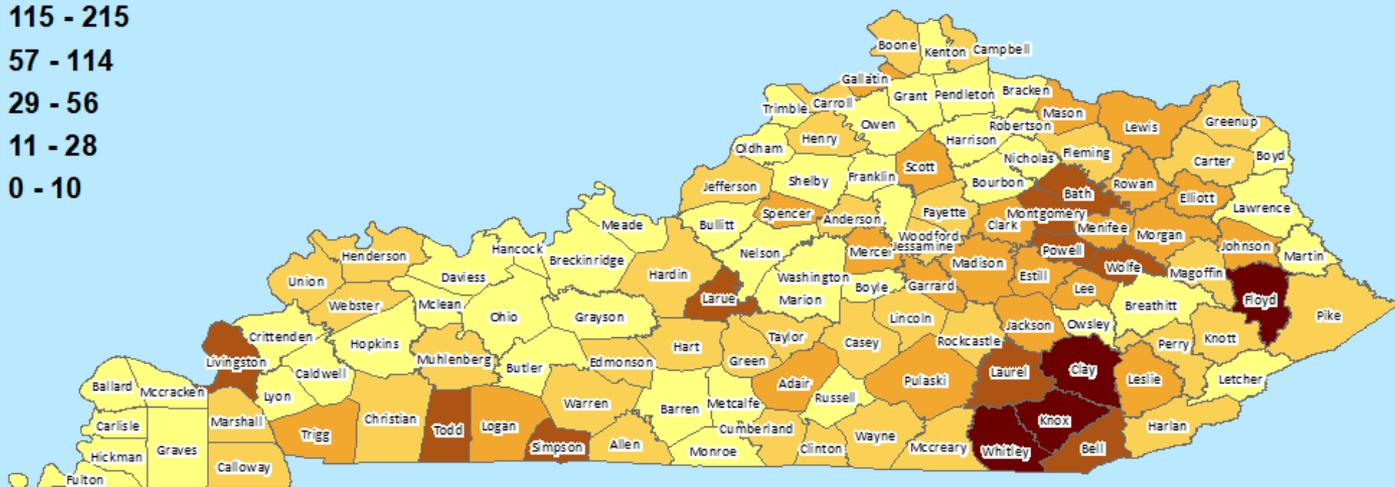 115 - 215
57 - 114
29 - 56
11 - 28
0 - 10
Boone
Kenton
Campbell
Gallatin
Grant
Pendleton
Bracken
Trimble
Carroll
Mason
Owen
Lewis
Greenup
Robertson
Henry
Harrison
Oldham
Fleming
Boyd
Nicholas
Carter
Scott
Shelby
Franklin
Bourbon
Rowan
Jefferson
Bath
Elliott
Lawrence
Spencer
Anderson
Fayette
Montgomery
Bullitt
Meade
Clark
Menifee
Woodford
Morgan
Jessamine
Johnson
Hancock
Nelson
Mercer
Powell
Martin
Henderson
Breckinridge
Madison
Wolfe
Magoffin
Hardin
Daviess
Washington
Estill
Union
Boyle
Garrard
Lee
Larue
Marion
Floyd
Webster
Mclean
Breathitt
Ohio
Grayson
Pike
Lincoln
Jackson
Owsley
Crittenden
Taylor
Knott
Hopkins
Casey
Rockcastle
Perry
Hart
Muhlenberg
Edmonson
Green
Livingston
Butler
Clay
Caldwell
Laurel
Adair
Pulaski
Leslie
Letcher
Ballard
Mccracken
Lyon
Russell
Warren
Metcalfe
Barren
Christian
Knox
Marshall
Carlisle
Logan
Todd
Cumberland
Harlan
Trigg
Wayne
Allen
Simpson
Clinton
Mccreary
Bell
Graves
Monroe
Whitley
Hickman
Calloway
Fulton